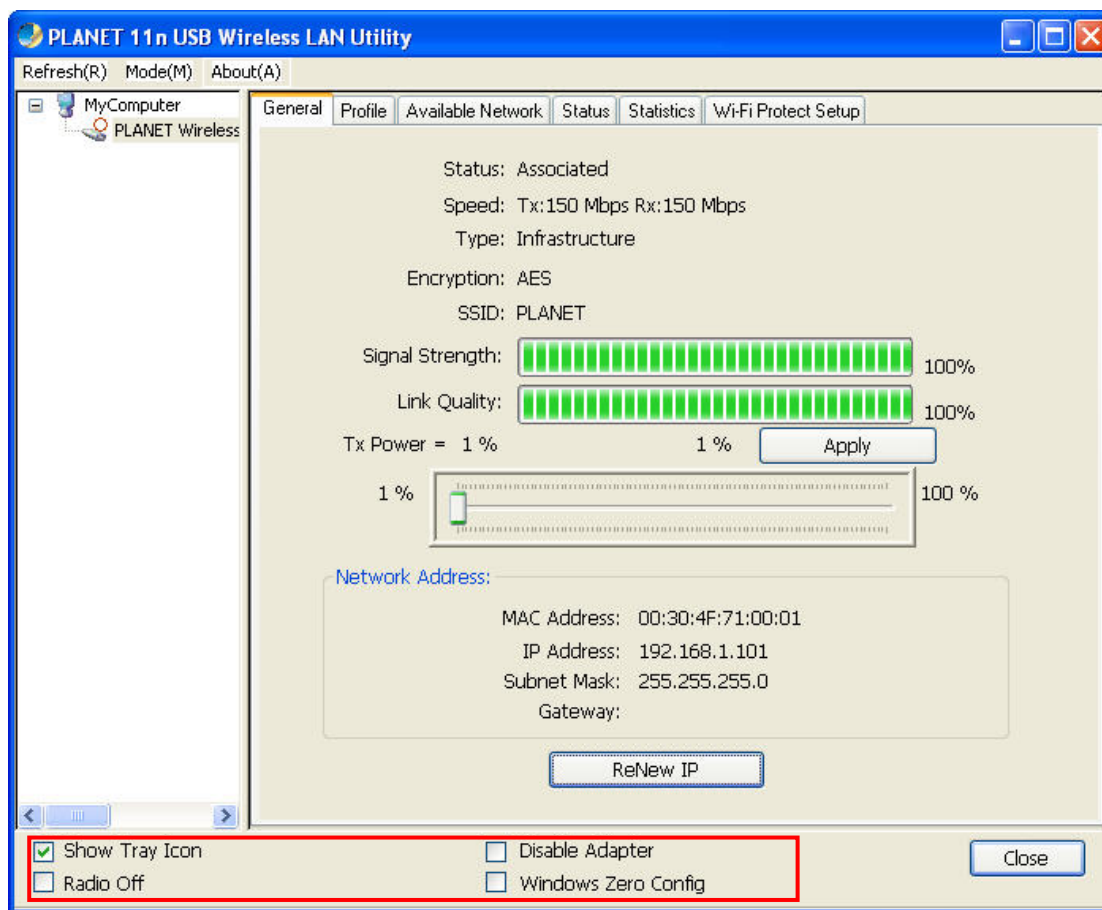 PLANET 11n USB Wireless LAN Utility
Refresh(R) Mode(M) About(A)
MyComputer
PLANET Wireless
General Profile Available Network Status Statistics Wi-Fi Protect Setup
Status: Associated
Speed: Tx:150 Mbps Rx:150 Mbps
Type: Infrastructure
Encryption: AES
SSID: PLANET
Signal Strength: 100%
Link Quality: 100%
Tx Power = 1 % 1 % Apply
1 % 100 %
Network Address:
MAC Address: 00:30:4F:71:00:01
IP Address: 192.168.1.101
Subnet Mask: 255.255.255.0
Gateway:
ReNew IP
Show Tray Icon Disable Adapter
Radio Off Windows Zero Config
Close